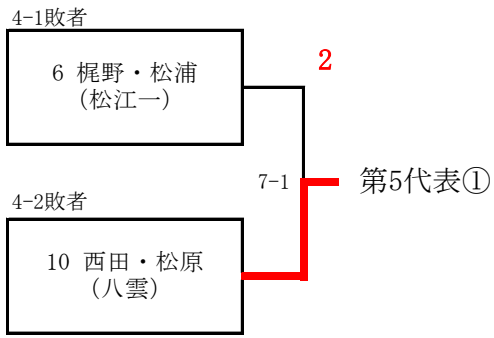 4-1敗者
6 梶野・松浦
(松江一)
2
7-1
第5代表①
4-2敗者
10 西田・松原
(八雲)